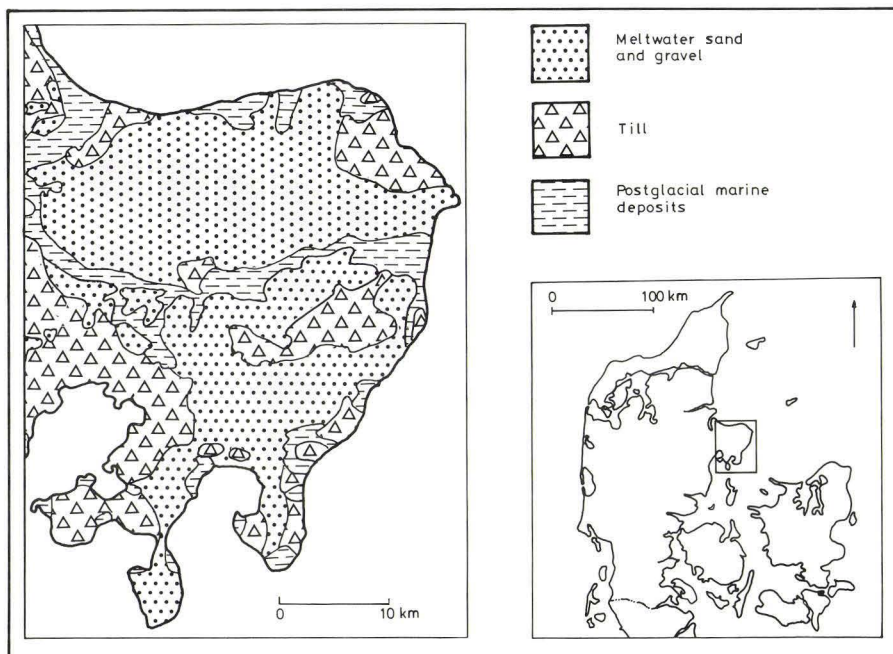 Meltwater sand
and gravel
Till
Postglacial marine
deposits
0 100 km
0 10 km